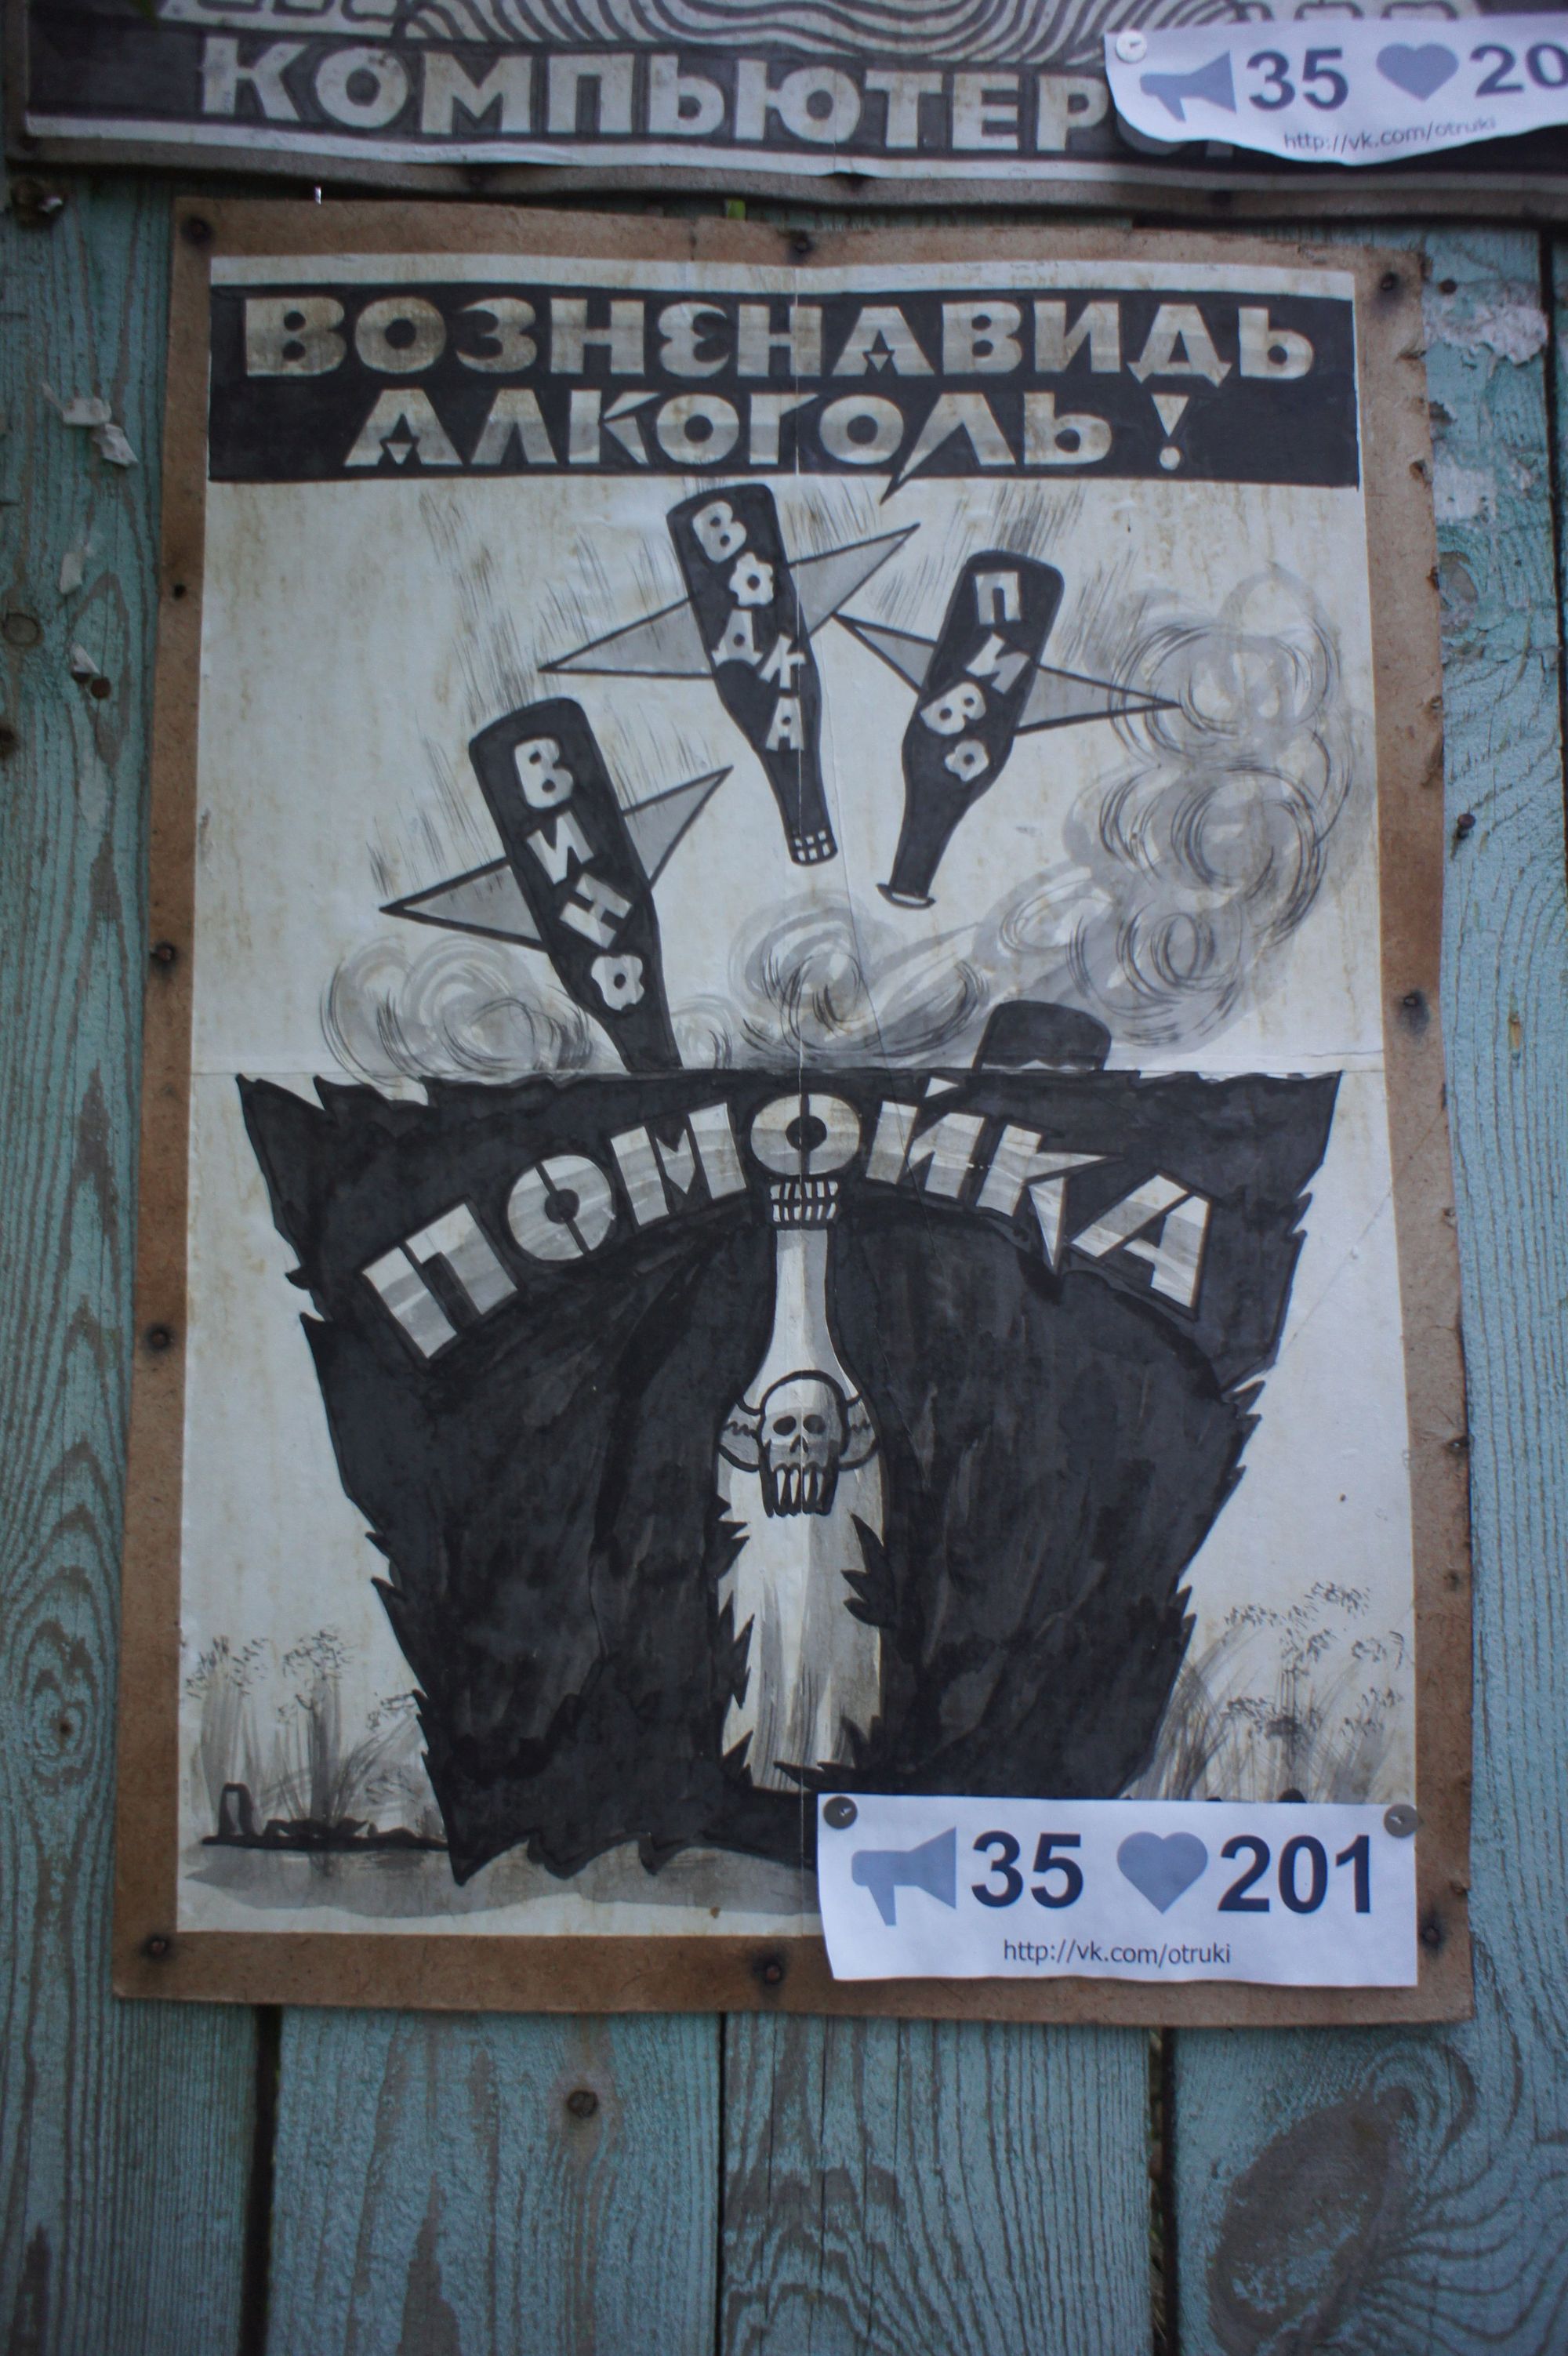 КОМПЬЮТЕР
35 20
http://vk.com/otruki
ВОЗНЕНАВИДЬ
АЛКОГОЛЬ!
ВОДКА
ПИВО
ВИНО
ПОМОЙКА
35 201
http://vk.com/otruki